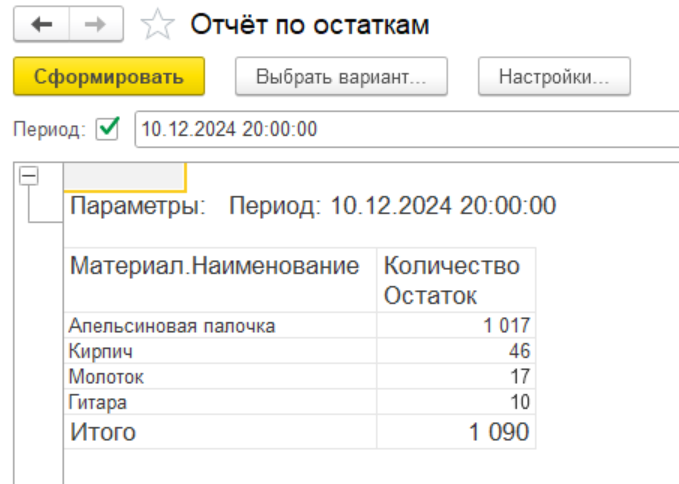 Отчёт по остаткам
Сформировать Выбрать вариант... Настройки...
Период: 10.12.2024 20:00:00
Параметры: Период: 10.12.2024 20:00:00
Материал.Наименование Количество
Остаток
Апельсиновая палочка 1 017
Кирпич 46
Молоток 17
Гитара 10
Итого 1 090